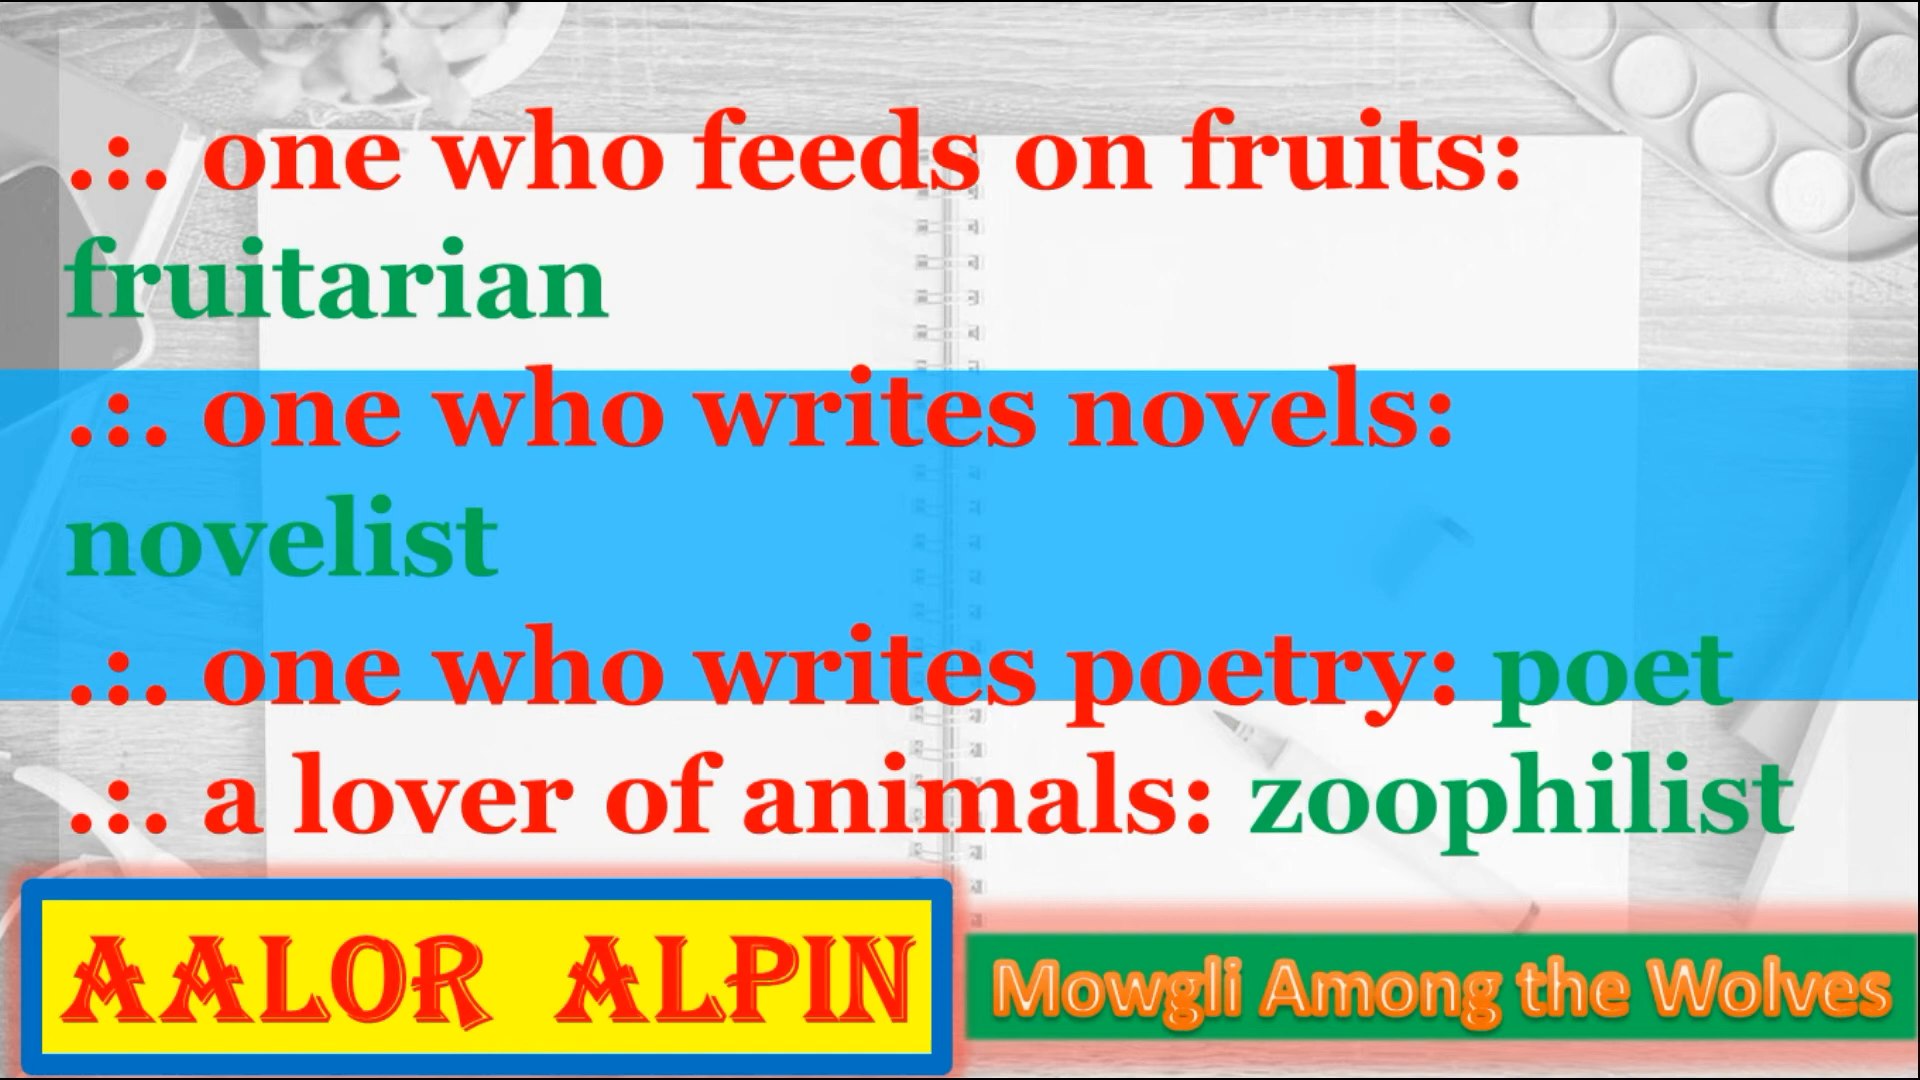 .:. one who feeds on fruits:
fruitarian
.:. one who writes novels:
novelist
.:. one who writes poetry: poet
.:. a lover of animals: zoophilist
AALOR ALPIN
Mowgli Among the Wolves